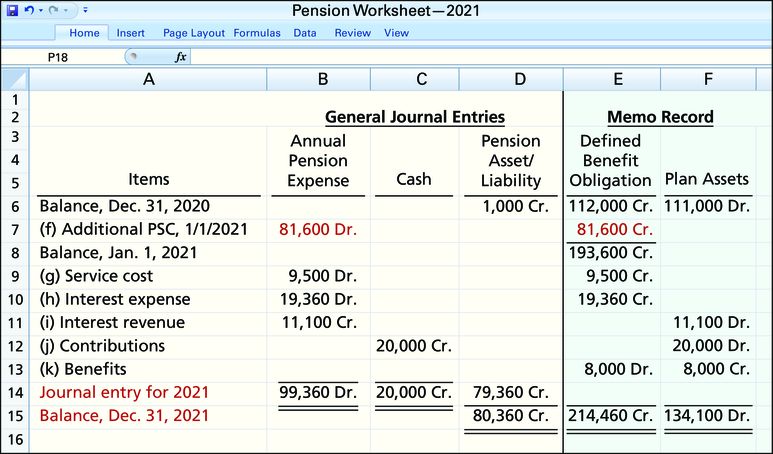 Pension Worksheet—2021
Home Insert Page Layout Formulas Data Review View
P18 fx
A B C D E F
1
2 General Journal Entries Memo Record
3 Annual Pension Defined
4 Pension Asset/ Benefit
5 Items Expense Cash Liability Obligation Plan Assets
6 Balance, Dec. 31, 2020 1,000 Cr. 112,000 Cr. 111,000 Dr.
7 (f) Additional PSC, 1/1/2021 81,600 Dr. 81,600 Cr.
8 Balance, Jan. 1, 2021 193,600 Cr.
9 (g) Service cost 9,500 Dr. 9,500 Cr.
10 (h) Interest expense 19,360 Dr. 19,360 Cr.
11 (i) Interest revenue 11,100 Cr. 11,100 Dr.
12 (j) Contributions 20,000 Cr. 20,000 Dr.
13 (k) Benefits 8,000 Dr. 8,000 Cr.
14 Journal entry for 2021 99,360 Dr. 20,000 Cr. 79,360 Cr.
15 Balance, Dec. 31, 2021 80,360 Cr. 214,460 Cr. 134,100 Dr.
16